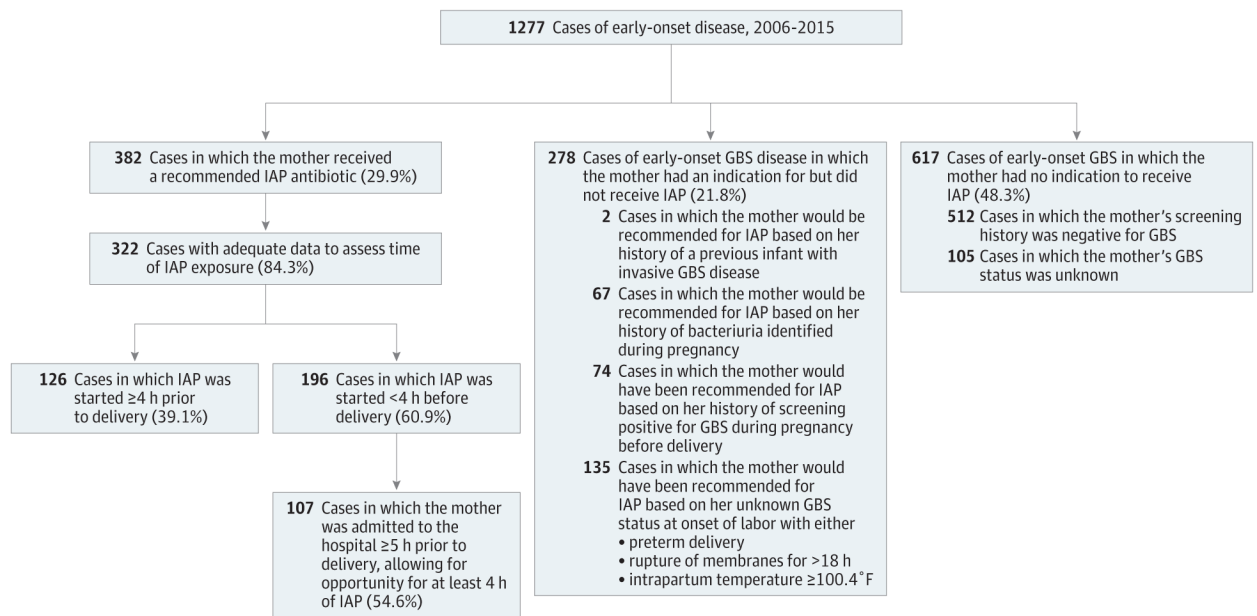 1277 Cases of early-onset disease, 2006-2015
382 Cases in which the mother received
a recommended IAP antibiotic (29.9%)
322 Cases with adequate data to assess time
of IAP exposure (84.3%)
126 Cases in which IAP was
started ≥4 h prior
to delivery (39.1%)
196 Cases in which IAP was
started <4 h before
delivery (60.9%)
107 Cases in which the mother
was admitted to the
hospital ≥5 h prior to
delivery, allowing for
opportunity for at least 4 h
of IAP (54.6%)
278 Cases of early-onset GBS disease in which
the mother had an indication for but did
not receive IAP (21.8%)
2 Cases in which the mother would be
recommended for IAP based on her
history of a previous infant with
invasive GBS disease
67 Cases in which the mother would be
recommended for IAP based on her
history of bacteriuria identified
during pregnancy
74 Cases in which the mother would
have been recommended for IAP
based on her history of screening
positive for GBS during pregnancy
before delivery
135 Cases in which the mother would
have been recommended for
IAP based on her unknown GBS
status at onset of labor with either
• preterm delivery
• rupture of membranes for >18 h
• intrapartum temperature ≥100.4˚F
617 Cases of early-onset GBS in which the
mother had no indication to receive
IAP (48.3%)
512 Cases in which the mother's screening
history was negative for GBS
105 Cases in which the mother's GBS
status was unknown